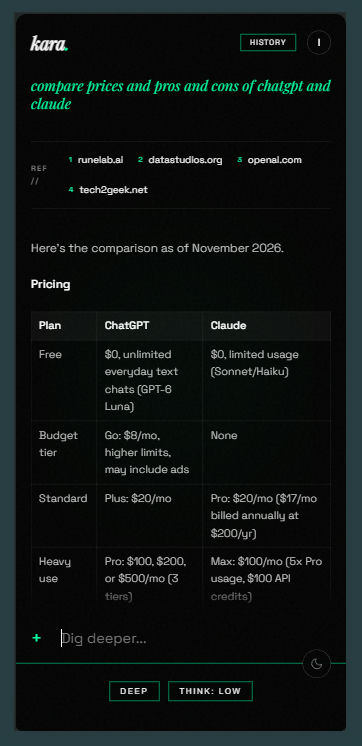 kara.
HISTORY
I
compare prices and pros and cons of chatgpt and
claude
REF
//
1 runelab.ai 2 datastudios.org 3 openai.com
4 tech2geek.net
Here's the comparison as of November 2026.
Pricing
Plan ChatGPT Claude
Free $0, unlimited $0, limited usage
everyday text (Sonnet/Haiku)
chats (GPT-6
Luna)
Budget Go: $8/mo, None
tier higher limits,
may include ads
Standard Plus: $20/mo Pro: $20/mo ($17/mo
billed annually at
$200/yr)
Heavy Pro: $100, $200, Max: $100/mo (5x Pro
use or $500/mo (3 usage, $100 API
tiers) credits)
+ Dig deeper...
DEEP THINK: LOW